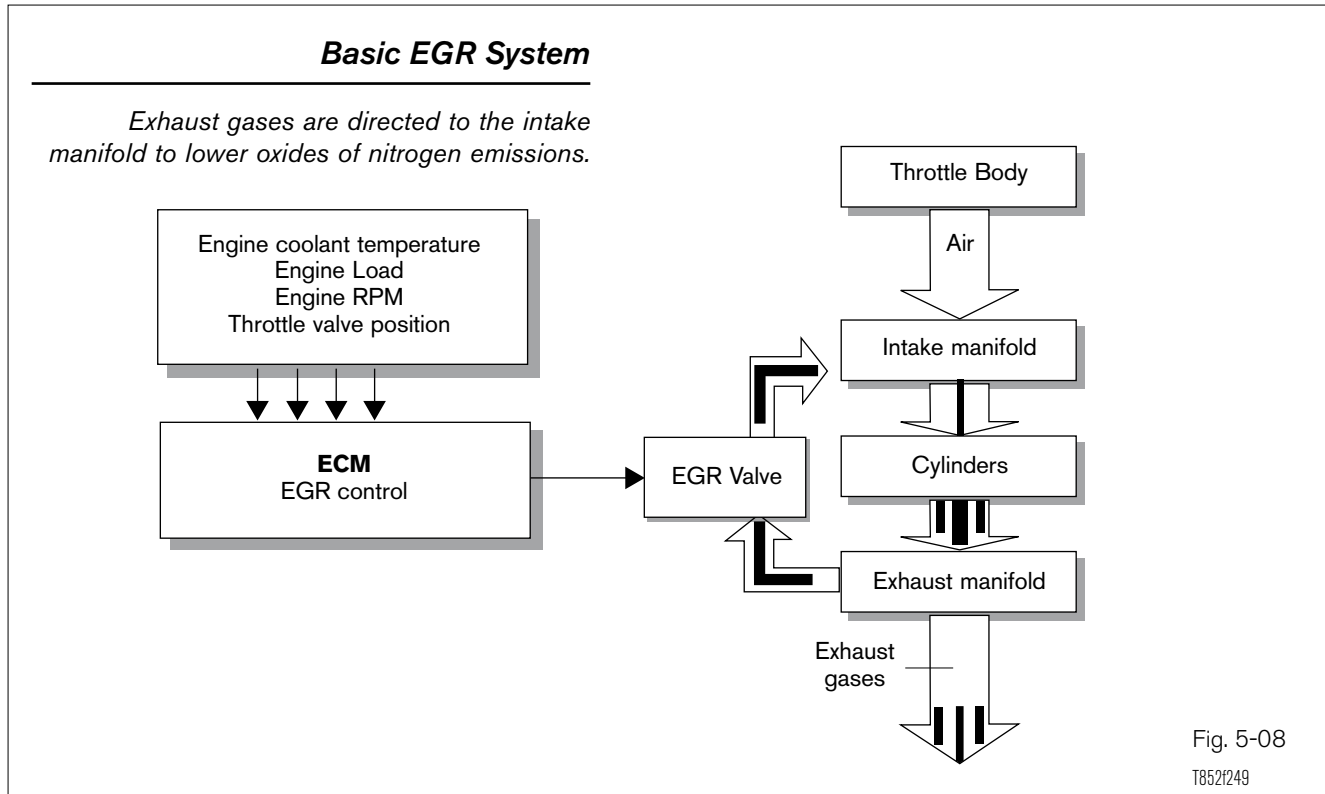 Basic EGR System
Exhaust gases are directed to the intake
manifold to lower oxides of nitrogen emissions.
Engine coolant temperature
Engine Load
Engine RPM
Throttle valve position
ECM
EGR control
EGR Valve
Throttle Body
Air
Intake manifold
Cylinders
Exhaust manifold
Exhaust
gases
Fig. 5-08
T852f249